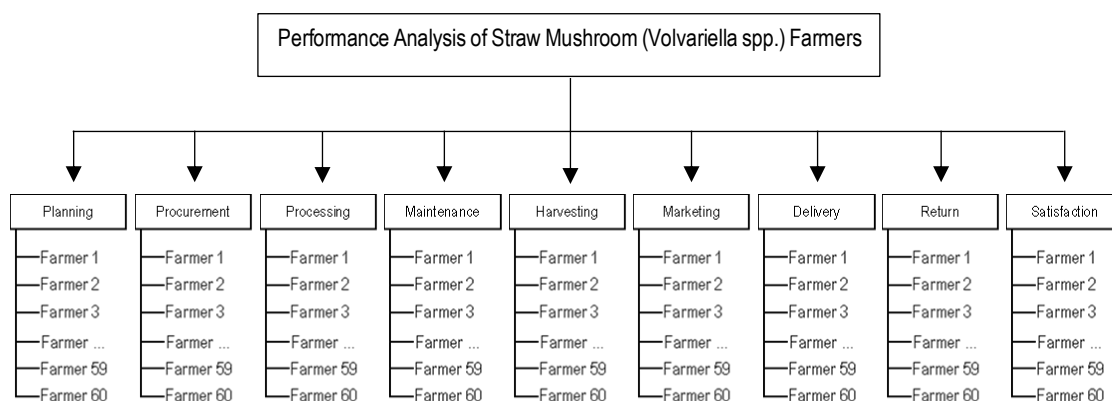 Performance Analysis of Straw Mushroom (Volvariella spp.) Farmers
Planning Procurement Processing Maintenance Harvesting Marketing Delivery Return Satisfaction
Farmer 1 Farmer 1 Farmer 1 Farmer 1 Farmer 1 Farmer 1 Farmer 1 Farmer 1 Farmer 1
Farmer 2 Farmer 2 Farmer 2 Farmer 2 Farmer 2 Farmer 2 Farmer 2 Farmer 2 Farmer 2
Farmer 3 Farmer 3 Farmer 3 Farmer 3 Farmer 3 Farmer 3 Farmer 3 Farmer 3 Farmer 3
Farmer ... Farmer ... Farmer ... Farmer ... Farmer ... Farmer ... Farmer ... Farmer ... Farmer ...
Farmer 59 Farmer 59 Farmer 59 Farmer 59 Farmer 59 Farmer 59 Farmer 59 Farmer 59 Farmer 59
Farmer 60 Farmer 60 Farmer 60 Farmer 60 Farmer 60 Farmer 60 Farmer 60 Farmer 60 Farmer 60